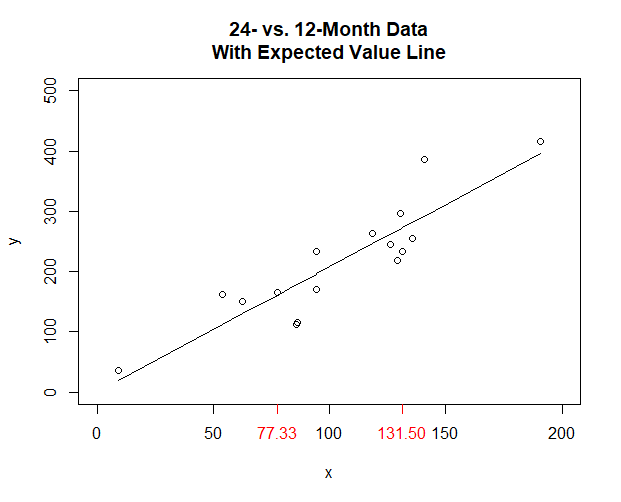 24- vs. 12-Month Data
With Expected Value Line
500
400
300
200
100
0
y
0 50 77.33 100 131.50 150 200
x